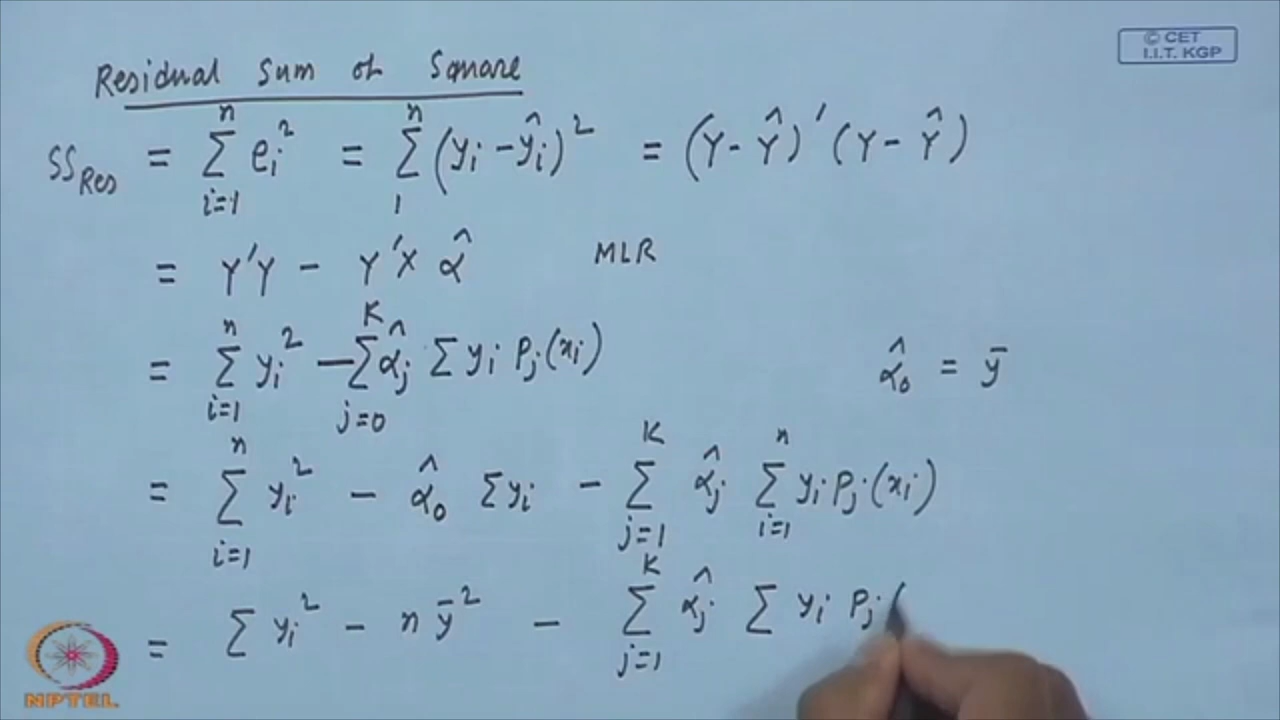 © CET
I.I.T. KGP
Residual Sum of Square
SS_Res = Σ_{i=1}^{n} e_i^2 = Σ_{1}^{n} (y_i - ŷ_i)^2 = (Y - Ŷ)' (Y - Ŷ)
= Y'Y - Y'X α̂ MLR
= Σ_{i=1}^{n} y_i^2 - Σ_{j=0}^{K} α̂_j Σ y_i P_j(x_i) α̂_0 = ȳ
= Σ_{i=1}^{n} y_i^2 - α̂_0 Σ y_i - Σ_{j=1}^{K} α̂_j Σ_{i=1}^{n} y_i P_j(x_i)
= Σ y_i^2 - n ȳ^2 - Σ_{j=1}^{K} α̂_j Σ y_i P_j(
NPTEL